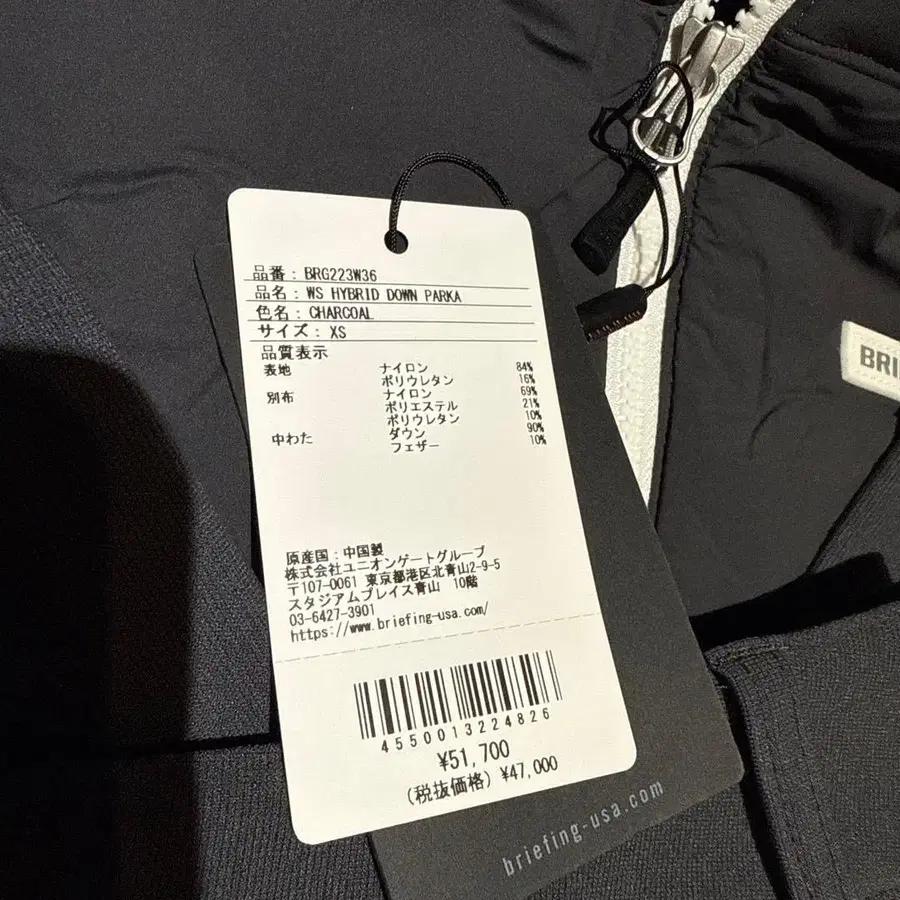 品番 : BRG223W36
品名 : WS HYBRID DOWN PARKA
色名 : CHARCOAL
サイズ : XS
品質表示
表地 ナイロン 84%
ポリウレタン 16%
別布 ナイロン 69%
ポリエステル 21%
ポリウレタン 10%
中わた ダウン 90%
フェザー 10%
原産国 : 中国製
株式会社ユニオンゲートグループ
〒107-0061 東京都港区北青山2-9-5
スタジアムプレイス青山 10階
03-6427-3901
https://www.briefing-usa.com/
4550013224826
¥51,700
(税抜価格) ¥47,000
briefing-usa.com
BRI